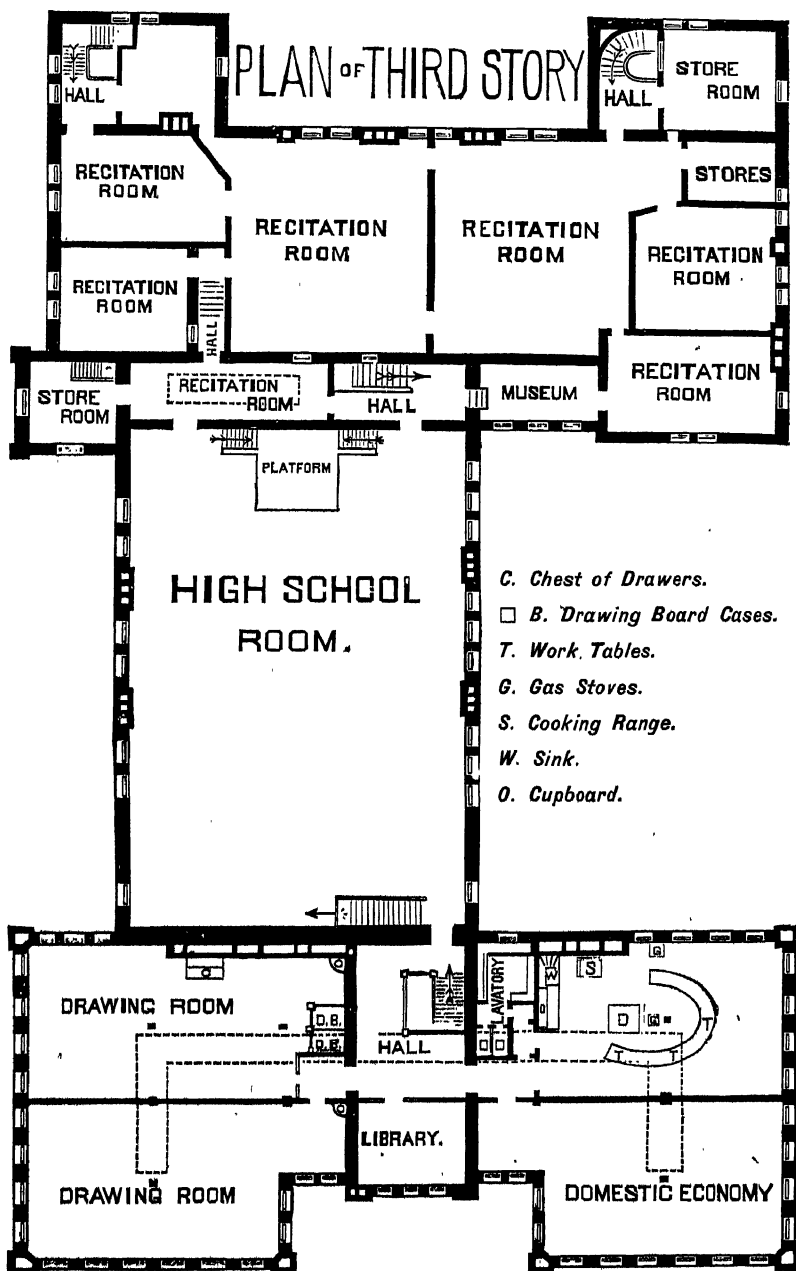 PLAN OF THIRD STORY
HALL
HALL
STORE
ROOM
RECITATION
ROOM
STORES
RECITATION
ROOM
RECITATION
ROOM
RECITATION
ROOM
RECITATION
ROOM
HALL
STORE
ROOM
RECITATION
ROOM
HALL
MUSEUM
RECITATION
ROOM
PLATFORM
HIGH SCHOOL
ROOM.
C. Chest of Drawers.
□ B. Drawing Board Cases.
T. Work Tables.
G. Gas Stoves.
S. Cooking Range.
W. Sink.
O. Cupboard.
DRAWING ROOM
C
O
D.B.
D.B.
HALL
LAVATORY
W
S
G
D
G
T
T
T
O
LIBRARY.
DRAWING ROOM
DOMESTIC ECONOMY